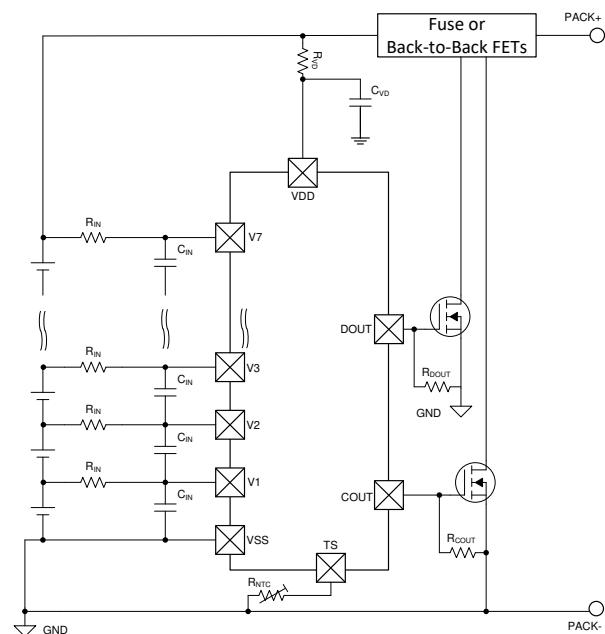 PACK+
Fuse or
Back-to-Back FETs
RVD
CVD
VDD
RIN
CIN
V7
DOUT
RDOUT
GND
RIN
CIN
V3
RIN
CIN
V2
RIN
CIN
V1
COUT
RCOUT
VSS
TS
RNTC
GND
PACK-